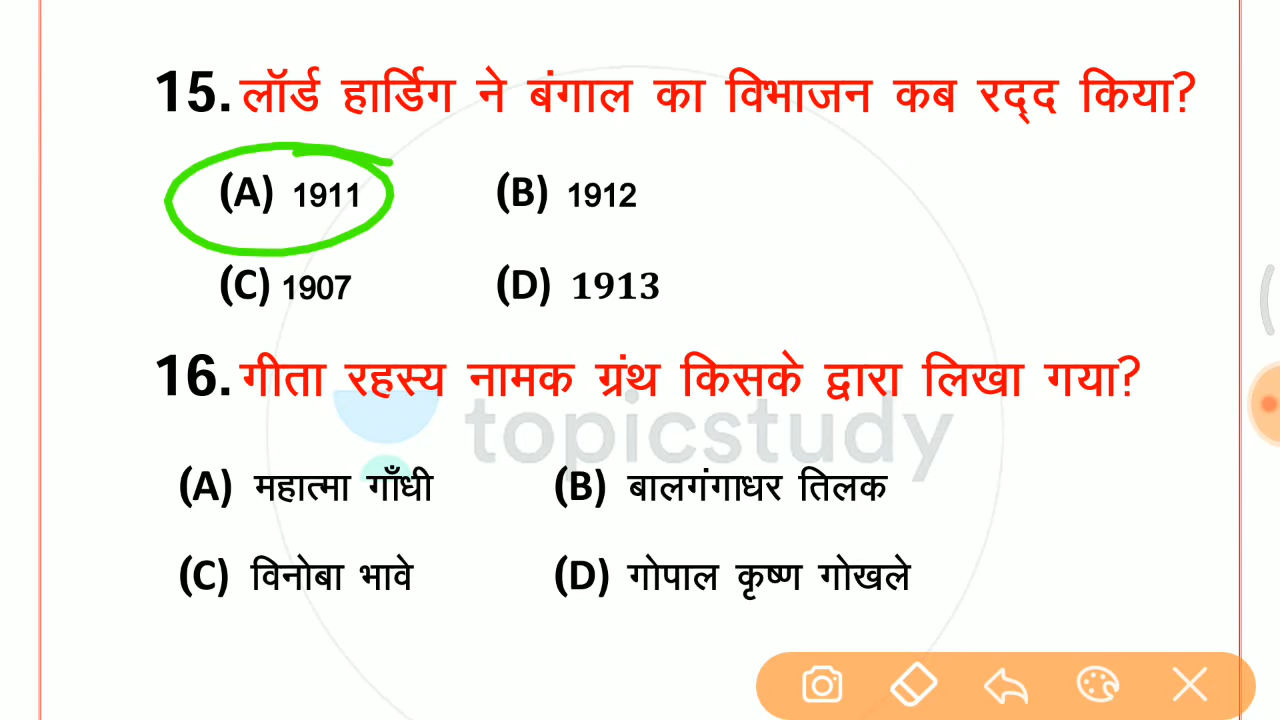 15. लॉर्ड हार्डिग ने बंगाल का विभाजन कब रद्द किया?
(A) 1911 (B) 1912
(C) 1907 (D) 1913
16. गीता रहस्य नामक ग्रंथ किसके द्वारा लिखा गया?
topicstudy
(A) महात्मा गाँधी (B) बालगंगाधर तिलक
(C) विनोबा भावे (D) गोपाल कृष्ण गोखले